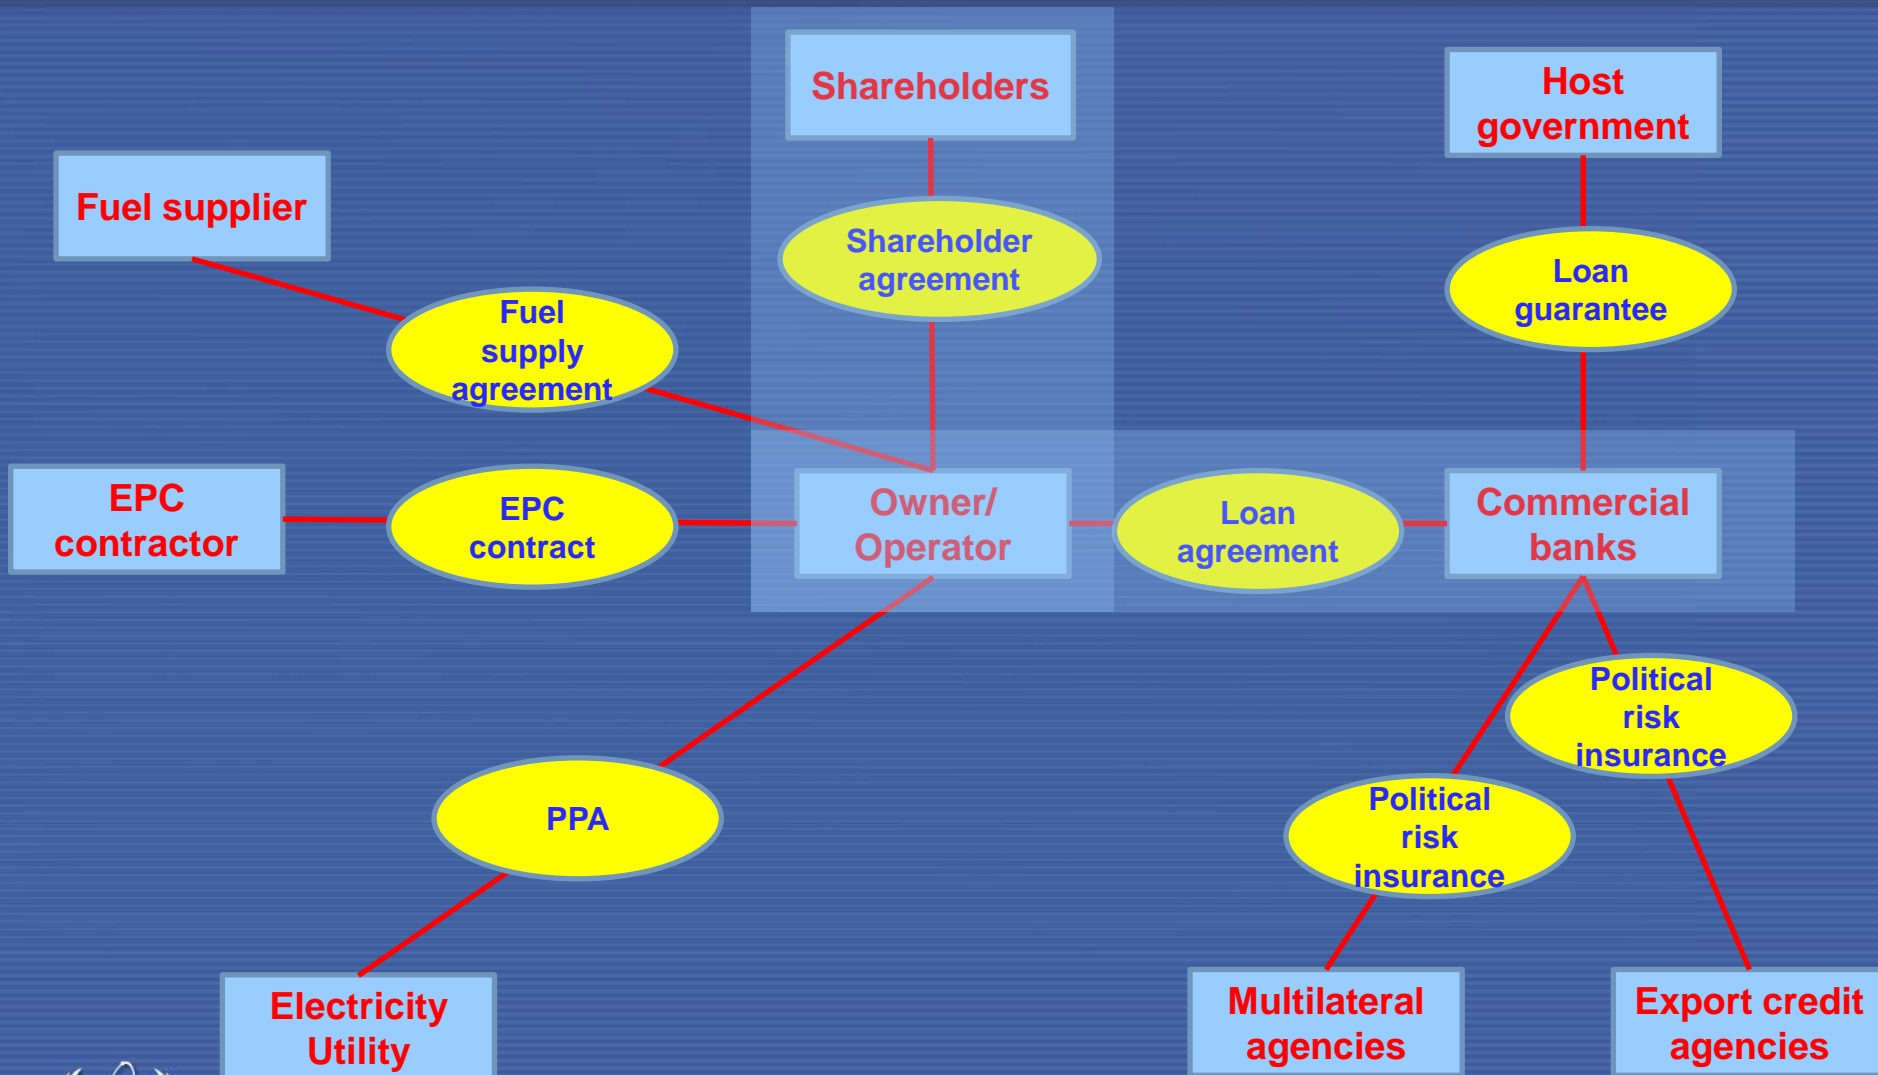 Shareholders
Host
government
Fuel supplier
Shareholder
agreement
Loan
guarantee
Fuel
supply
agreement
EPC
contractor
EPC
contract
Owner/
Operator
Loan
agreement
Commercial
banks
Political
risk
insurance
PPA
Political
risk
insurance
Electricity
Utility
Multilateral
agencies
Export credit
agencies